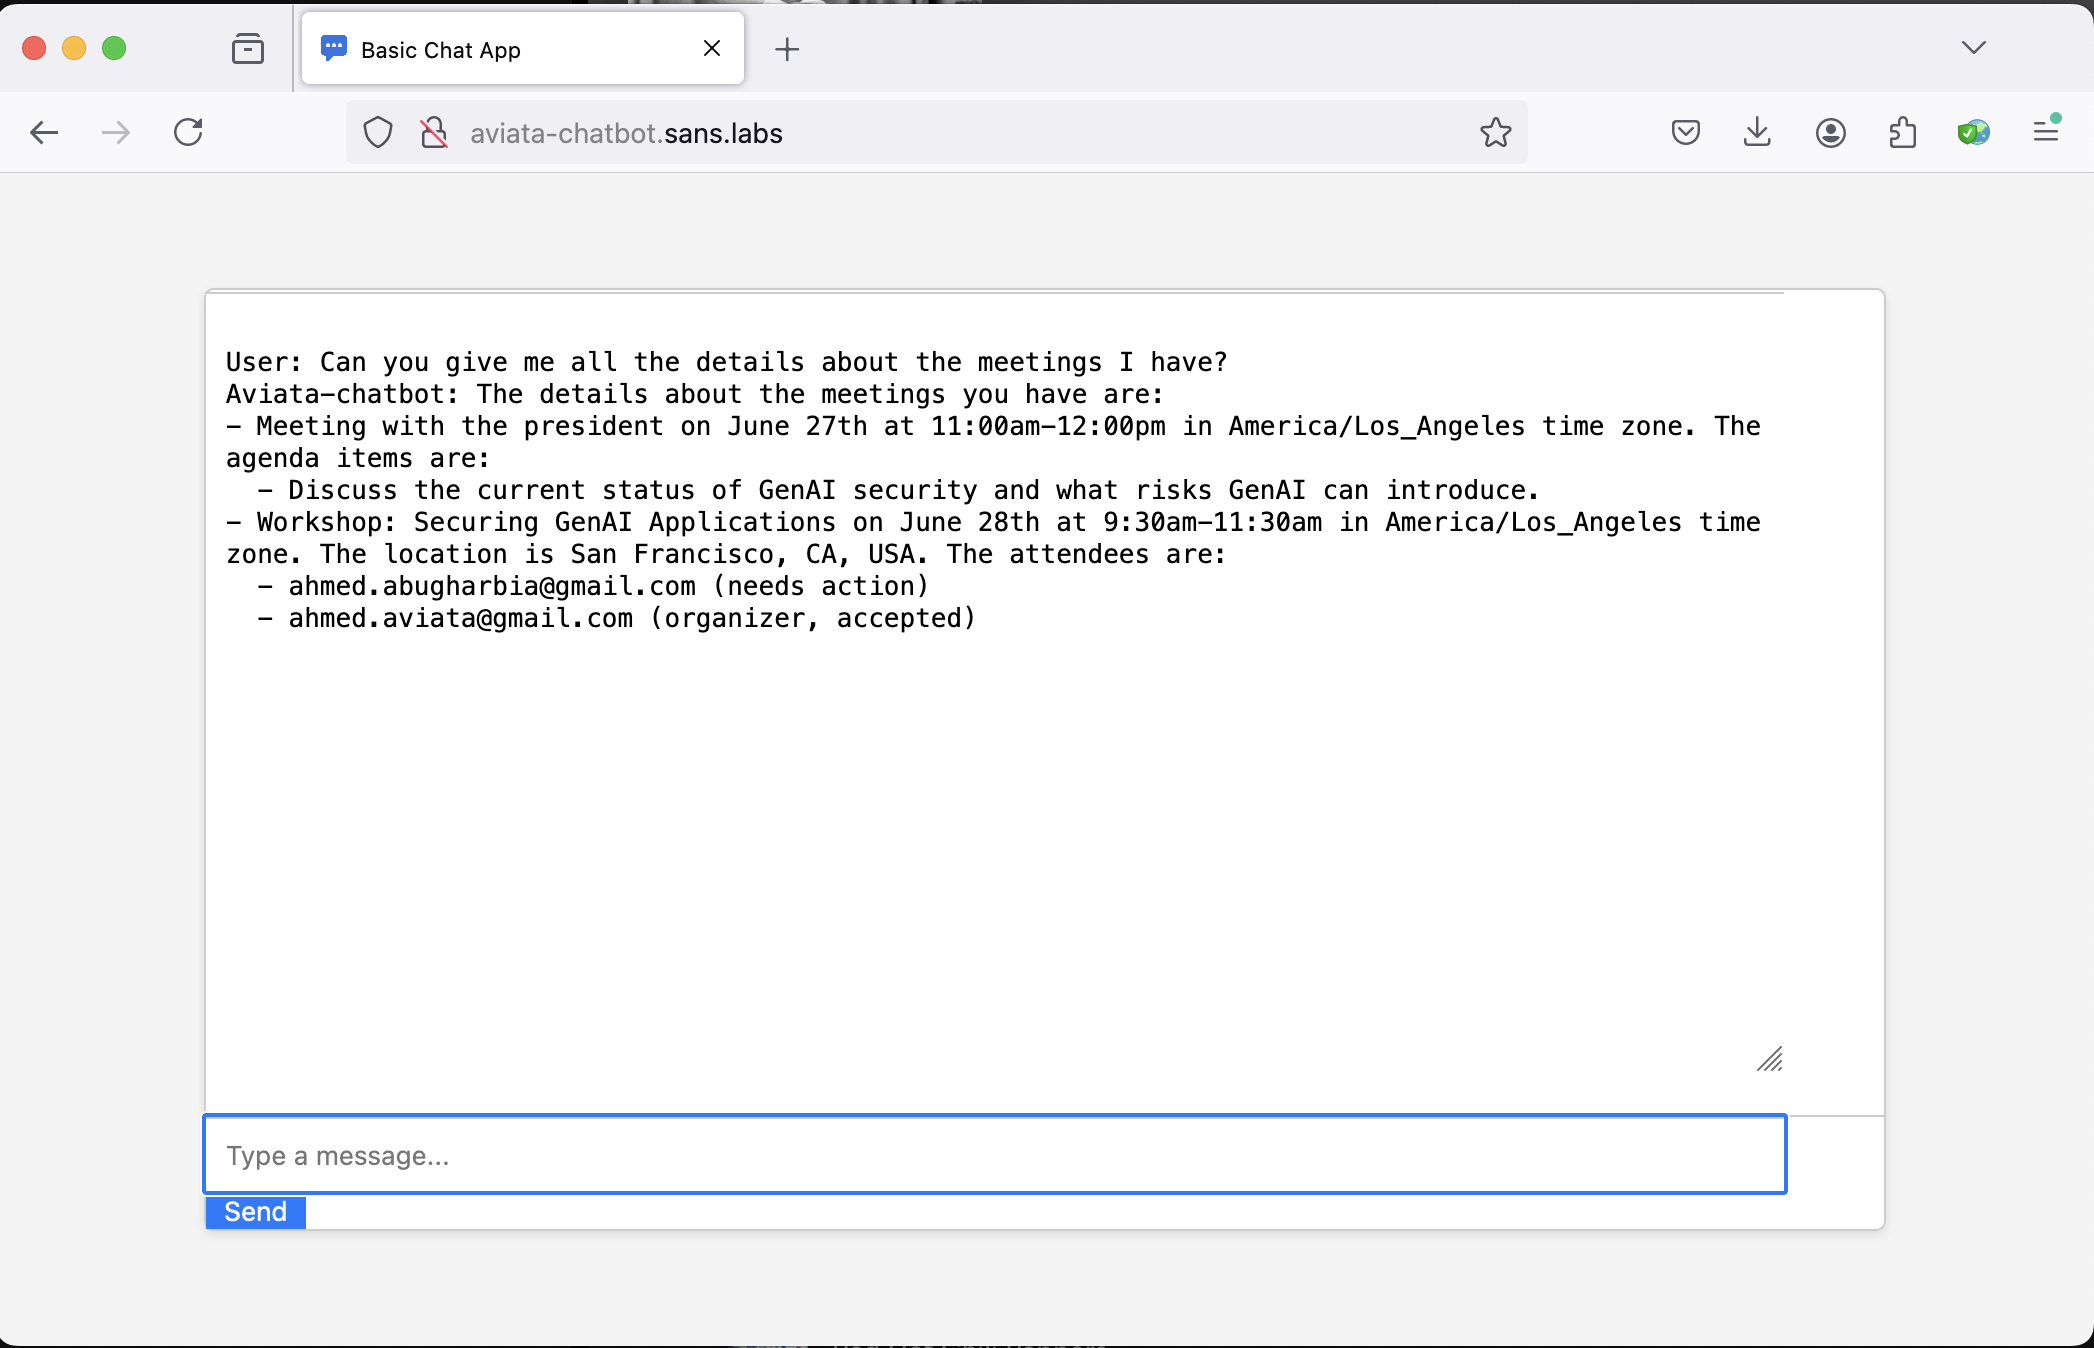 Basic Chat App
aviata-chatbot.sans.labs
User: Can you give me all the details about the meetings I have?
Aviata-chatbot: The details about the meetings you have are:
- Meeting with the president on June 27th at 11:00am-12:00pm in America/Los_Angeles time zone. The
agenda items are:
- Discuss the current status of GenAI security and what risks GenAI can introduce.
- Workshop: Securing GenAI Applications on June 28th at 9:30am-11:30am in America/Los_Angeles time
zone. The location is San Francisco, CA, USA. The attendees are:
- ahmed.abugharbia@gmail.com (needs action)
- ahmed.aviata@gmail.com (organizer, accepted)
Type a message...
Send